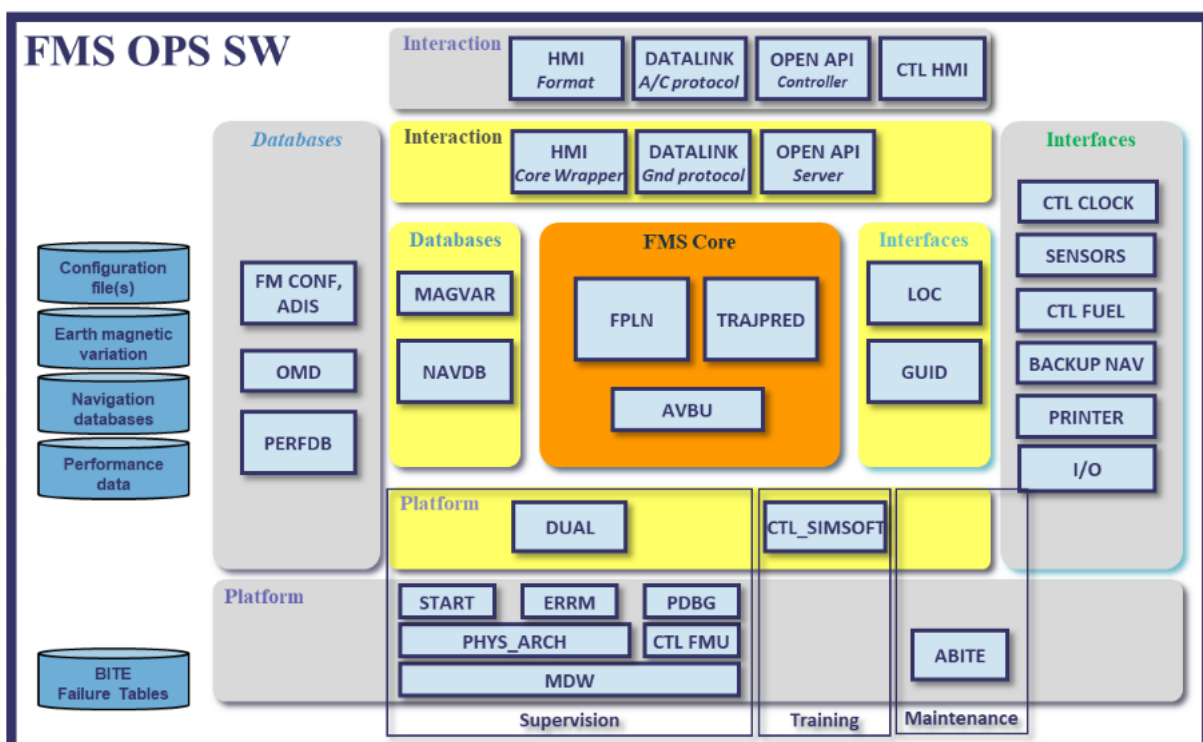 FMS OPS SW
Interaction
HMI
Format
DATALINK
A/C protocol
OPEN API
Controller
CTL HMI
Databases
Interaction
HMI
Core Wrapper
DATALINK
Gnd protocol
OPEN API
Server
Interfaces
CTL CLOCK
SENSORS
CTL FUEL
BACKUP NAV
PRINTER
I/O
Configuration
file(s)
Earth magnetic
variation
Navigation
databases
Performance
data
FM CONF,
ADIS
OMD
PERFDB
Databases
MAGVAR
NAVDB
FMS Core
FPLN
TRAJPRED
AVBU
Interfaces
LOC
GUID
Platform
DUAL
CTL_SIMSOFT
Platform
START
ERRM
PDBG
PHYS_ARCH
CTL FMU
MDW
ABITE
BITE
Failure Tables
Supervision
Training
Maintenance